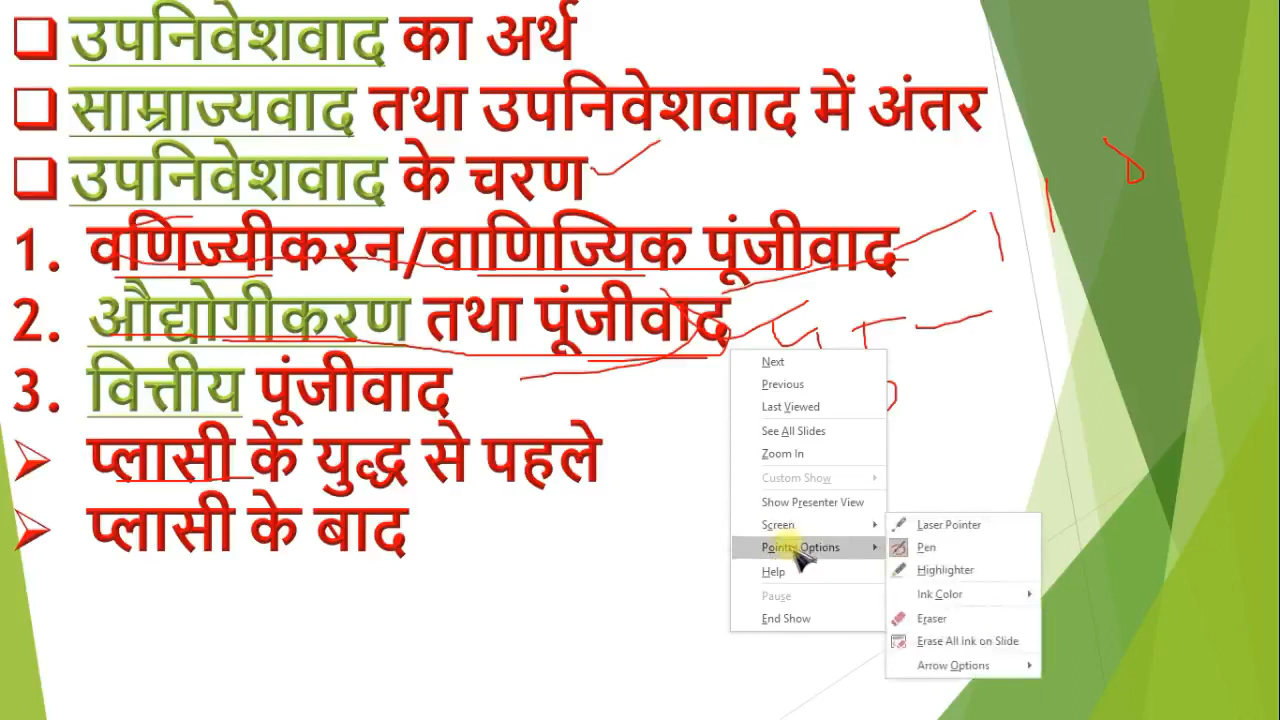 ❑ उपनिवेशवाद का अर्थ
❑ साम्राज्यवाद तथा उपनिवेशवाद में अंतर
❑ उपनिवेशवाद के चरण
1. वणिज्यीकरन/वाणिज्यिक पूंजीवाद
2. औद्योगीकरण तथा पूंजीवाद
3. वित्तीय पूंजीवाद
➢ प्लासी के युद्ध से पहले
➢ प्लासी के बाद
Next
Previous
Last Viewed
See All Slides
Zoom In
Custom Show
Show Presenter View
Screen
Pointer Options
Help
Pause
End Show
Laser Pointer
Pen
Highlighter
Ink Color
Eraser
Erase All Ink on Slide
Arrow Options